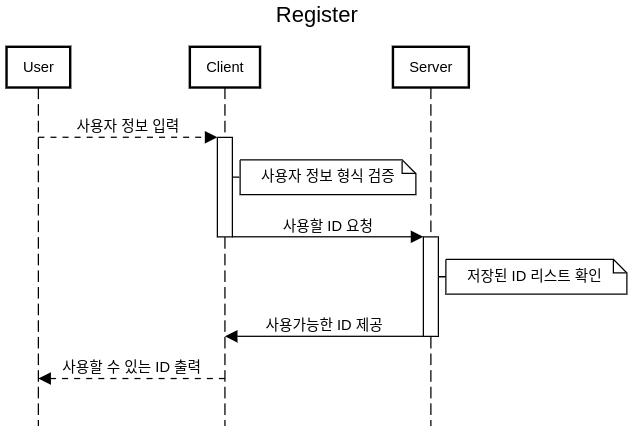 Register
User
Client
Server
사용자 정보 입력
사용자 정보 형식 검증
사용할 ID 요청
저장된 ID 리스트 확인
사용가능한 ID 제공
사용할 수 있는 ID 출력